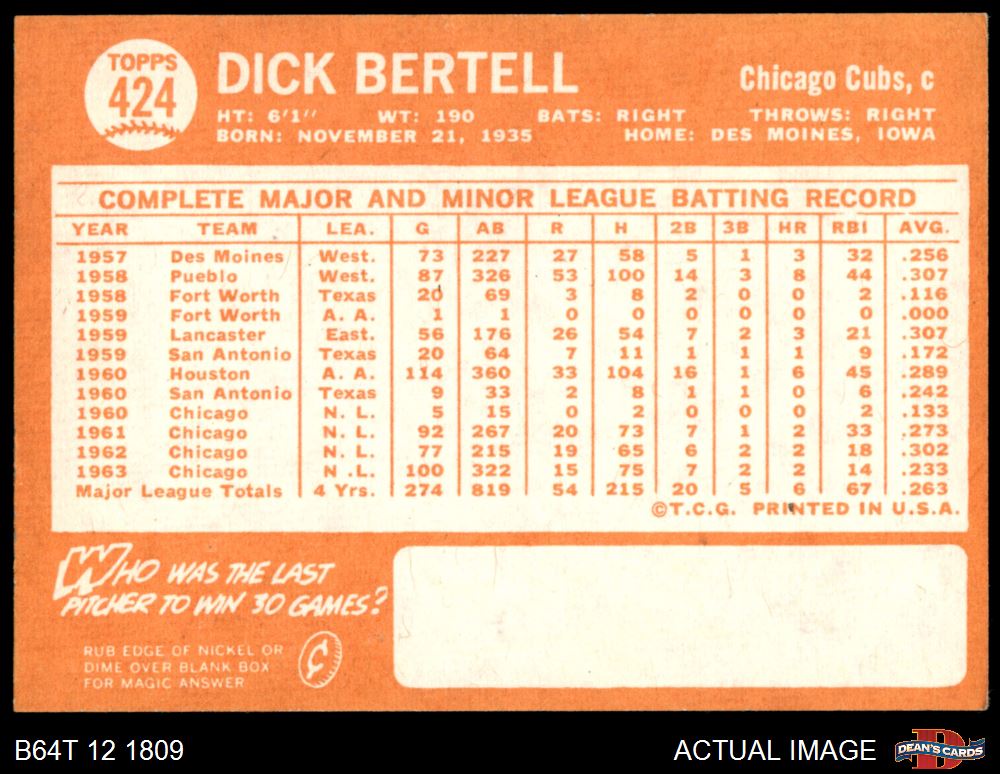 TOPPS
424
DICK BERTELL
Chicago Cubs, c
HT: 6'1'' WT: 190 BATS: RIGHT THROWS: RIGHT
BORN: NOVEMBER 21, 1935 HOME: DES MOINES, IOWA
COMPLETE MAJOR AND MINOR LEAGUE BATTING RECORD
YEAR TEAM LEA. G AB R H 2B 3B HR RBI AVG.
1957 Des Moines West. 73 227 27 58 5 1 3 32 .256
1958 Pueblo West. 87 326 53 100 14 3 8 44 .307
1958 Fort Worth Texas 20 69 3 8 2 0 0 2 .116
1959 Fort Worth A. A. 1 1 0 0 0 0 0 0 .000
1959 Lancaster East. 56 176 26 54 7 2 3 21 .307
1959 San Antonio Texas 20 64 7 11 1 1 1 9 .172
1960 Houston A. A. 114 360 33 104 16 1 6 45 .289
1960 San Antonio Texas 9 33 2 8 1 1 0 6 .242
1960 Chicago N. L. 5 15 0 2 0 0 0 2 .133
1961 Chicago N. L. 92 267 20 73 7 1 2 33 .273
1962 Chicago N. L. 77 215 19 65 6 2 2 18 .302
1963 Chicago N .L. 100 322 15 75 7 2 2 14 .233
Major League Totals 4 Yrs. 274 819 54 215 20 5 6 67 .263
©T.C.G. PRINTED IN U.S.A.
WHO WAS THE LAST
PITCHER TO WIN 30 GAMES?
RUB EDGE OF NICKEL OR
DIME OVER BLANK BOX
FOR MAGIC ANSWER
¢
B64T 12 1809
ACTUAL IMAGE
D
DEAN'S CARDS